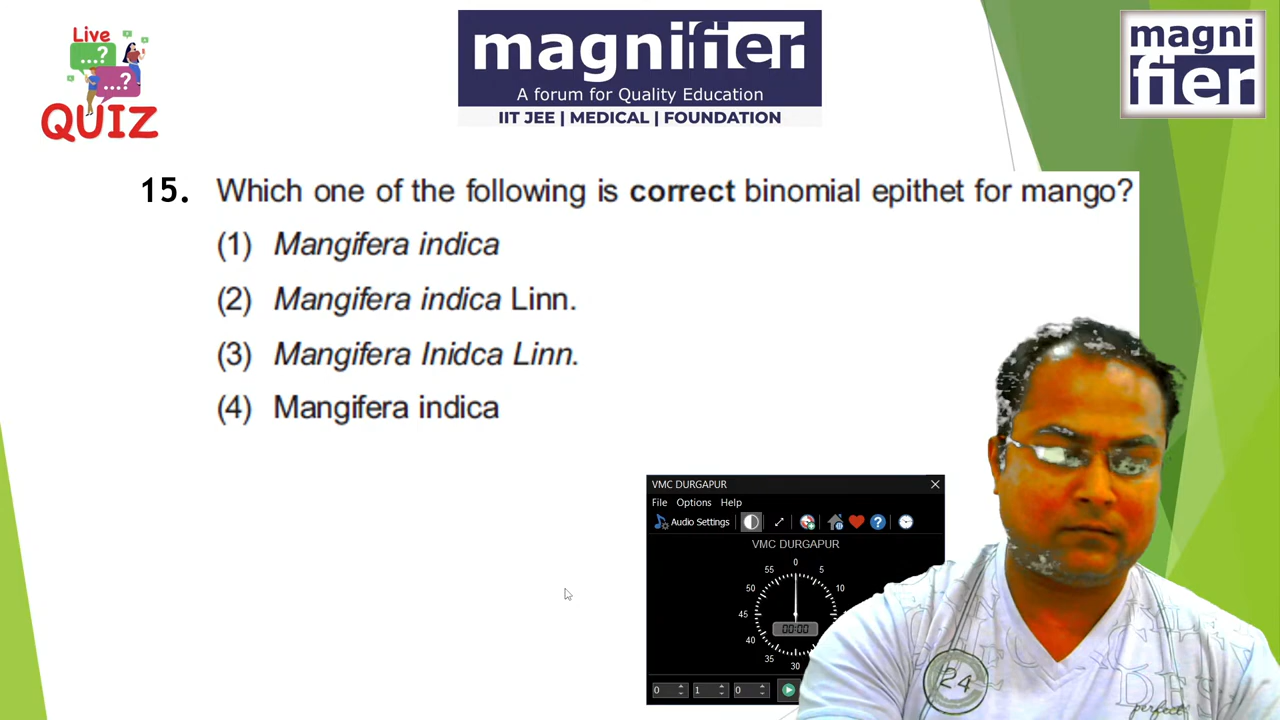 Live
...?
...?
QUIZ
magnifier
A forum for Quality Education
IIT JEE | MEDICAL | FOUNDATION
magni
fier
15. Which one of the following is correct binomial epithet for mango?
(1) Mangifera indica
(2) Mangifera indica Linn.
(3) Mangifera Inidca Linn.
(4) Mangifera indica
VMC DURGAPUR
File Options Help
Audio Settings
VMC DURGAPUR
0
55 5
50 10
45
00:00
40
35 30
0 1 0
24
perfect